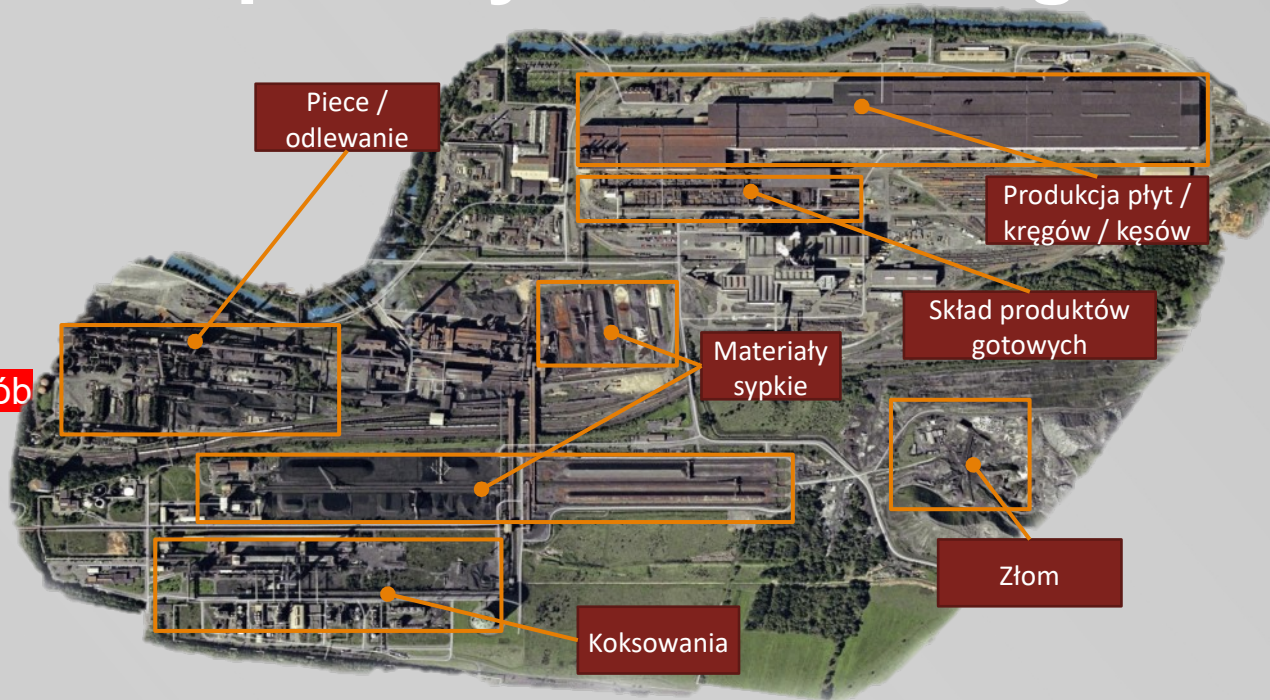 Piece /
odlewanie
Produkcja płyt /
kręgów / kęsów
Skład produktów
gotowych
Materiały
sypkie
Złom
Koksowania